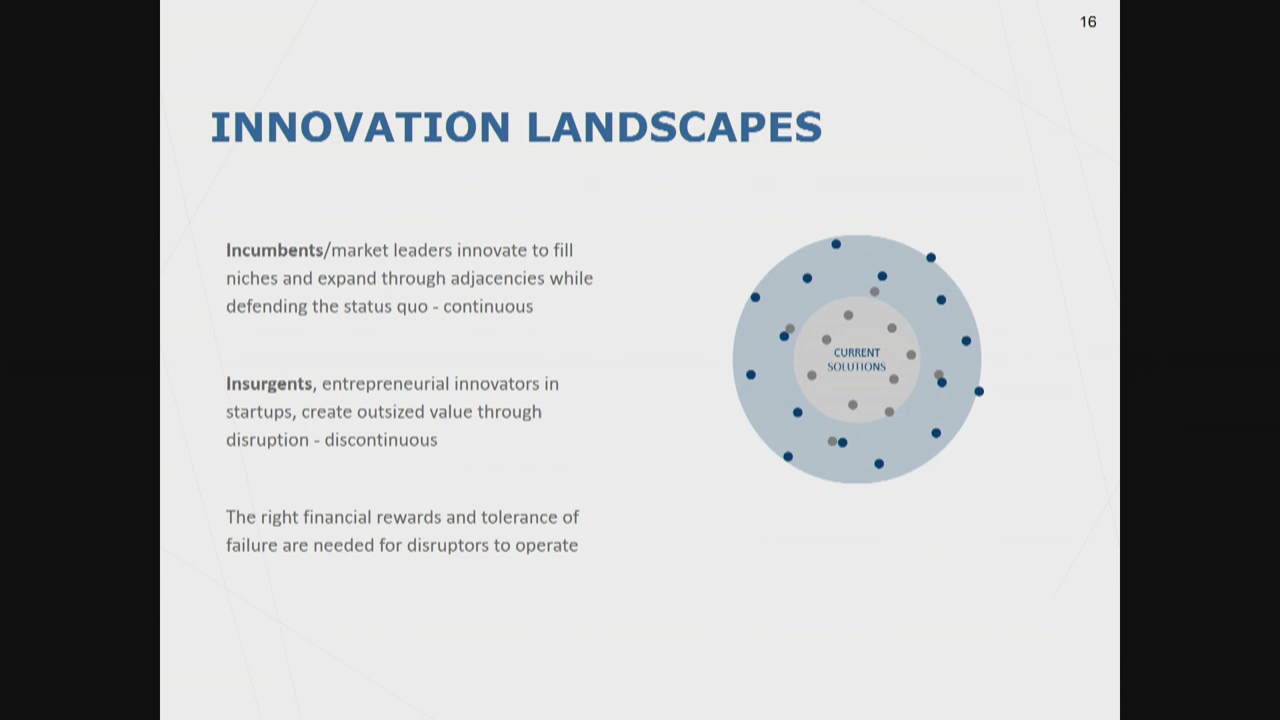 16
INNOVATION LANDSCAPES
Incumbents/market leaders innovate to fill
niches and expand through adjacencies while
defending the status quo - continuous
Insurgents, entrepreneurial innovators in
startups, create outsized value through
disruption - discontinuous
The right financial rewards and tolerance of
failure are needed for disruptors to operate
CURRENT
SOLUTIONS